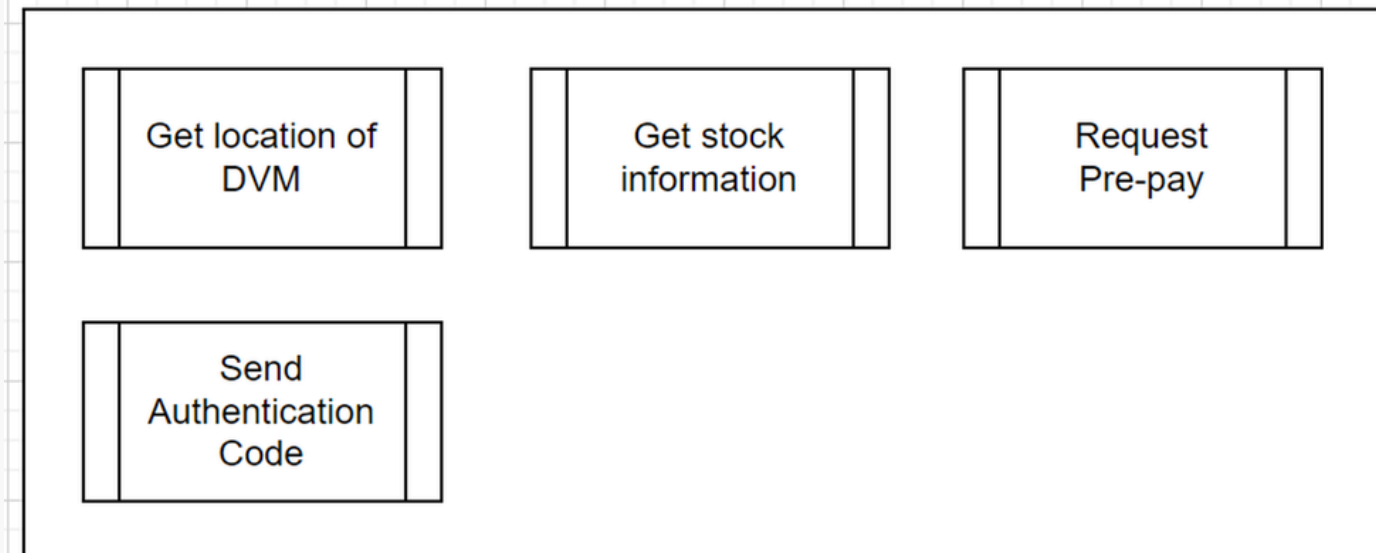 Get location of
DVM
Get stock
information
Request
Pre-pay
Send
Authentication
Code